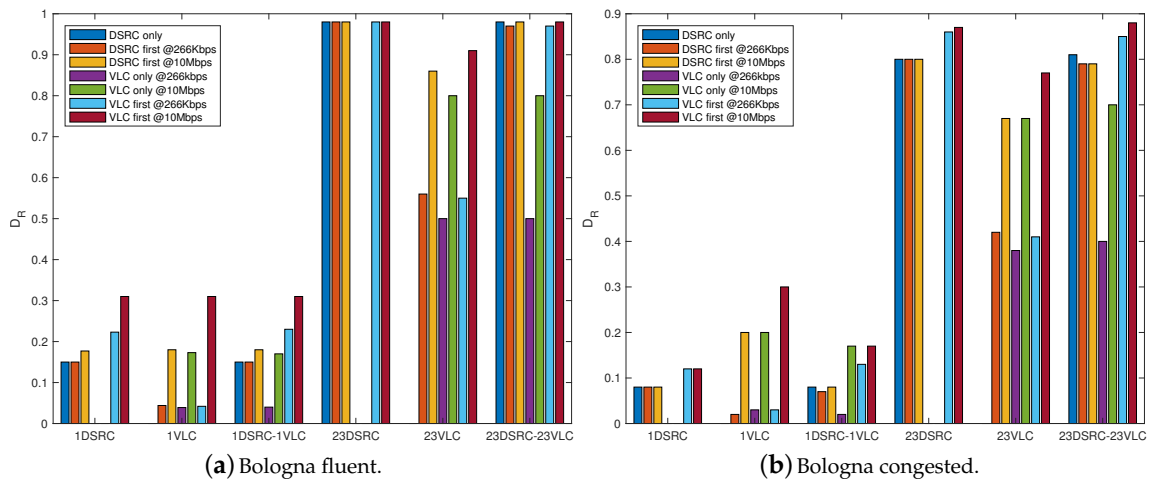 1
0.9
0.8
0.7
0.6
0.5
0.4
0.3
0.2
0.1
0
D_R
DSRC only
DSRC first @266Kbps
DSRC first @10Mbps
VLC only @266kbps
VLC only @10Mbps
VLC first @266Kbps
VLC first @10Mbps
1DSRC 1VLC 1DSRC-1VLC 23DSRC 23VLC 23DSRC-23VLC
(a) Bologna fluent.
0.9
0.8
0.7
0.6
0.5
0.4
0.3
0.2
0.1
0
D_R
DSRC only
DSRC first @266Kbps
DSRC first @10Mbps
VLC only @266kbps
VLC only @10Mbps
VLC first @266Kbps
VLC first @10Mbps
1DSRC 1VLC 1DSRC-1VLC 23DSRC 23VLC 23DSRC-23VLC
(b) Bologna congested.